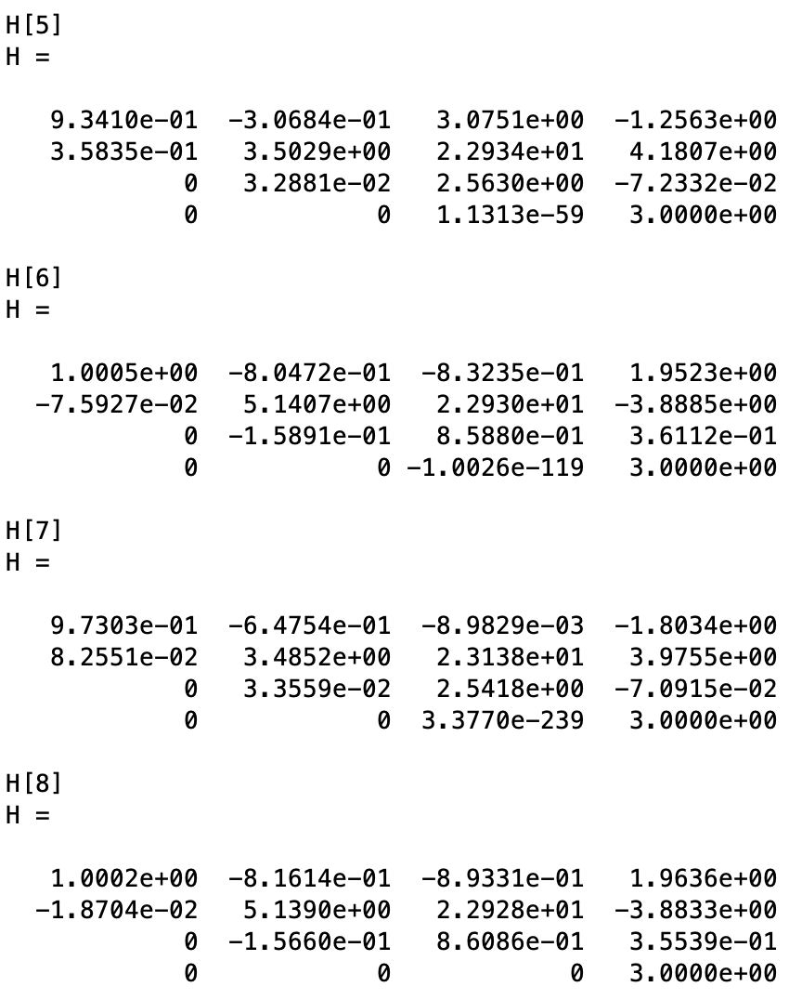 H[5]
H =
9.3410e-01 -3.0684e-01 3.0751e+00 -1.2563e+00
3.5835e-01 3.5029e+00 2.2934e+01 4.1807e+00
0 3.2881e-02 2.5630e+00 -7.2332e-02
0 0 1.1313e-59 3.0000e+00
H[6]
H =
1.0005e+00 -8.0472e-01 -8.3235e-01 1.9523e+00
-7.5927e-02 5.1407e+00 2.2930e+01 -3.8885e+00
0 -1.5891e-01 8.5880e-01 3.6112e-01
0 0 -1.0026e-119 3.0000e+00
H[7]
H =
9.7303e-01 -6.4754e-01 -8.9829e-03 -1.8034e+00
8.2551e-02 3.4852e+00 2.3138e+01 3.9755e+00
0 3.3559e-02 2.5418e+00 -7.0915e-02
0 0 3.3770e-239 3.0000e+00
H[8]
H =
1.0002e+00 -8.1614e-01 -8.9331e-01 1.9636e+00
-1.8704e-02 5.1390e+00 2.2928e+01 -3.8833e+00
0 -1.5660e-01 8.6086e-01 3.5539e-01
0 0 0 3.0000e+00